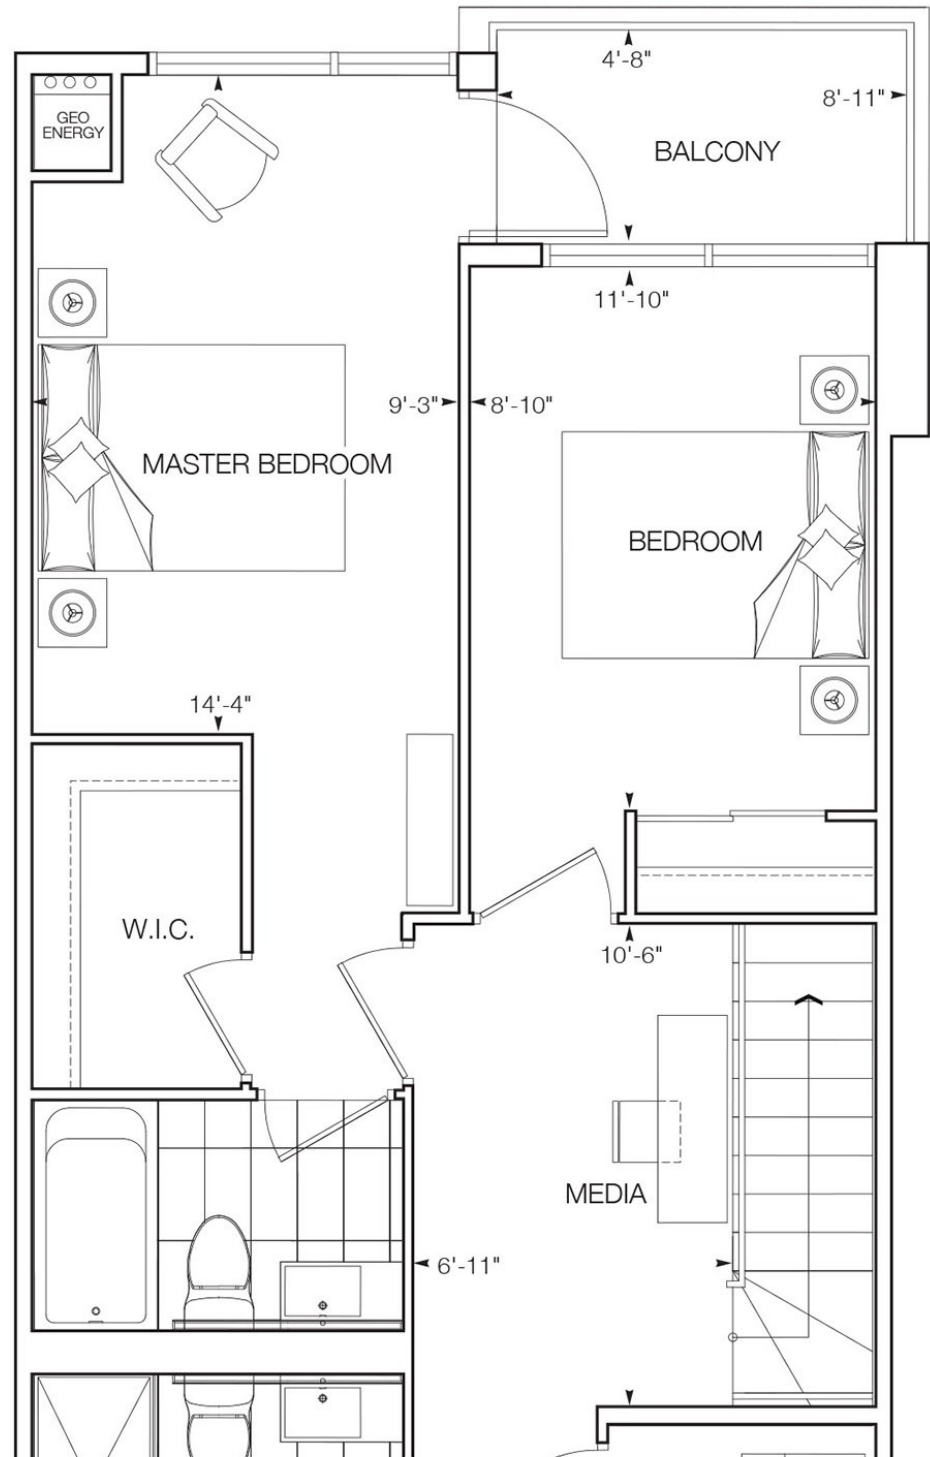 4'-8"
8'-11"
GEO
ENERGY
BALCONY
11'-10"
9'-3"
8'-10"
MASTER BEDROOM
BEDROOM
14'-4"
W.I.C.
10'-6"
MEDIA
6'-11"